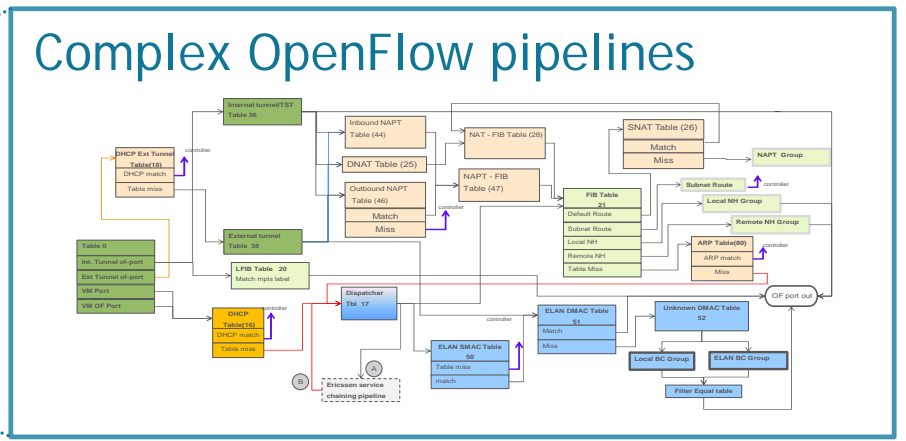 Complex OpenFlow pipelines
Internal tunnel/TST
Table 36
Inbound NAPT
Table (44)
NAT - FIB Table (28)
SNAT Table (26)
Match
Miss
NAPT Group
controller
DHCP Ext Tunnel
Table(18)
DHCP match
Table miss
DNAT Table (25)
NAPT - FIB
Table (47)
Outbound NAPT
Table (46)
Match
Miss
controller
FIB Table
21
Default Route
Subnet Route
Local NH
Remote NH
Table Miss
Subnet Route
controller
Local NH Group
Remote NH Group
External tunnel
Table 38
ARP Table(80)
ARP match
Miss
controller
Table 0
Int. Tunnel of-port
Ext Tunnel of-port
VM Port
VM OF Port
LFIB Table 20
Match mpls label
OF port out
Dispatcher
Tbl 17
controller
DHCP
Table(16)
DHCP match
Table miss
controller
ELAN DMAC Table
51
Match
Miss
Unknown DMAC Table
52
ELAN SMAC Table
50
Table miss
match
Local BC Group
ELAN BC Group
A
B
Ericsson service
chaining pipeline
Filter Equal table